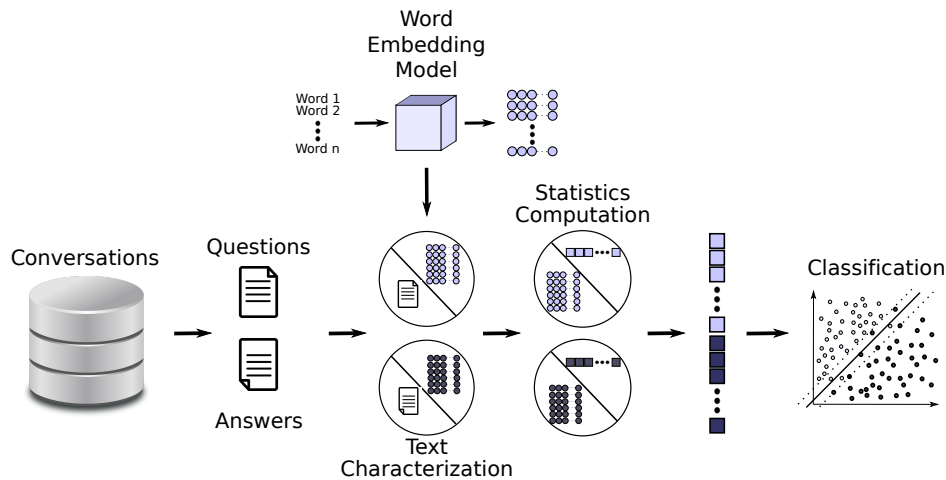 Word
Embedding
Model
Word 1
Word 2
Word n
Statistics
Computation
Conversations
Questions
Answers
Text
Characterization
Classification